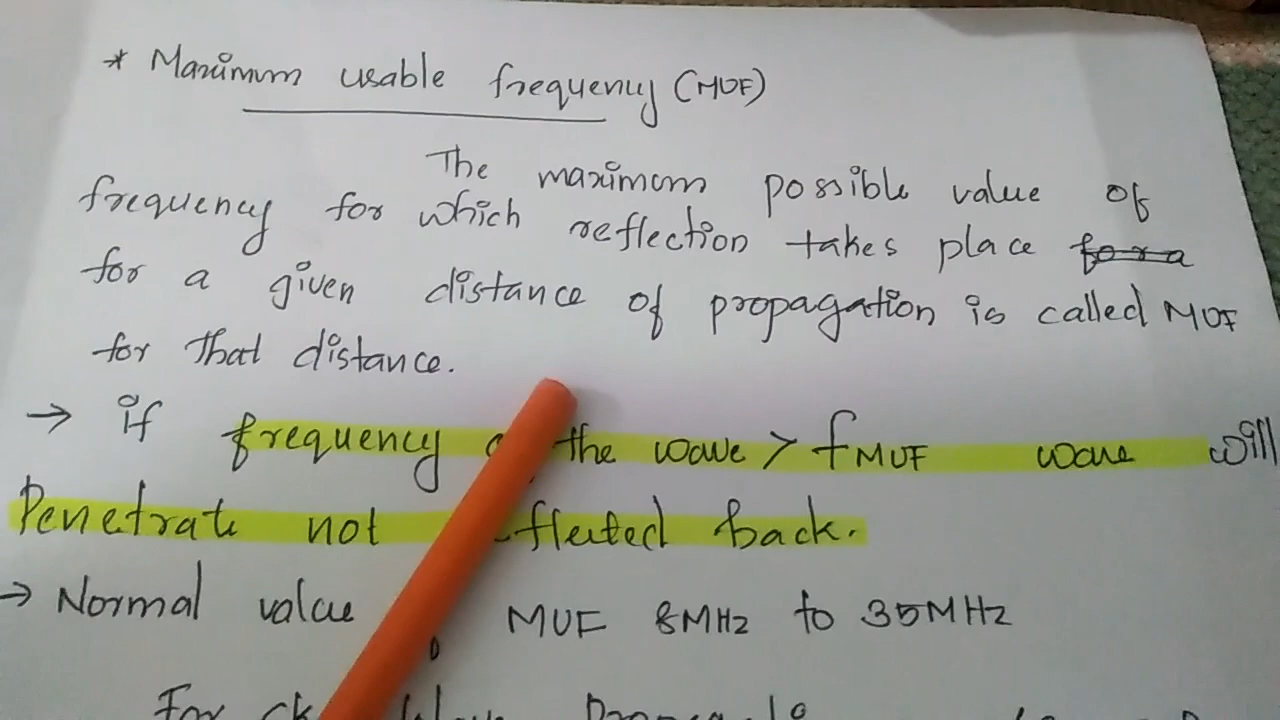 * Maximum usable frequency (MUF)
The maximum possible value of
frequency for which reflection takes place for a
for a given distance of propagation is called MUF
for that distance.
→ if frequency the wave > fMUF wave will
Penetrate not back.
→ Normal value MUF 8MHz to 35MHz
For